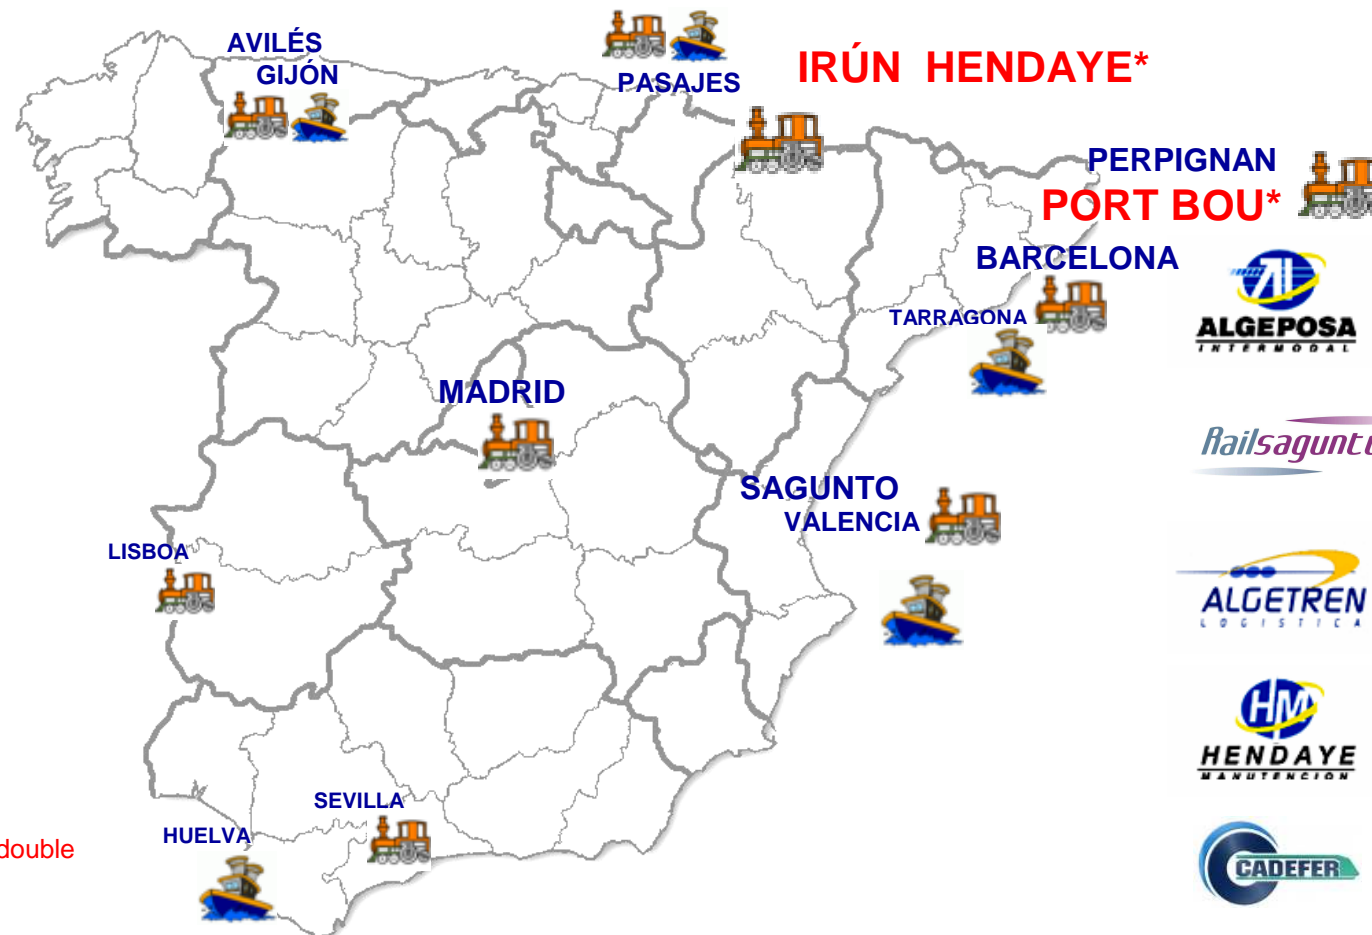 AVILÉS
GIJÓN
PASAJES
IRÚN HENDAYE*
PERPIGNAN
PORT BOU*
BARCELONA
TARRAGONA
MADRID
SAGUNTO
VALENCIA
LISBOA
SEVILLA
HUELVA
double
ALGEPOSA
INTERMODAL
ALGETREN
LOGISTICA
HM
HENDAYE
MANUTENCION
CADEFER